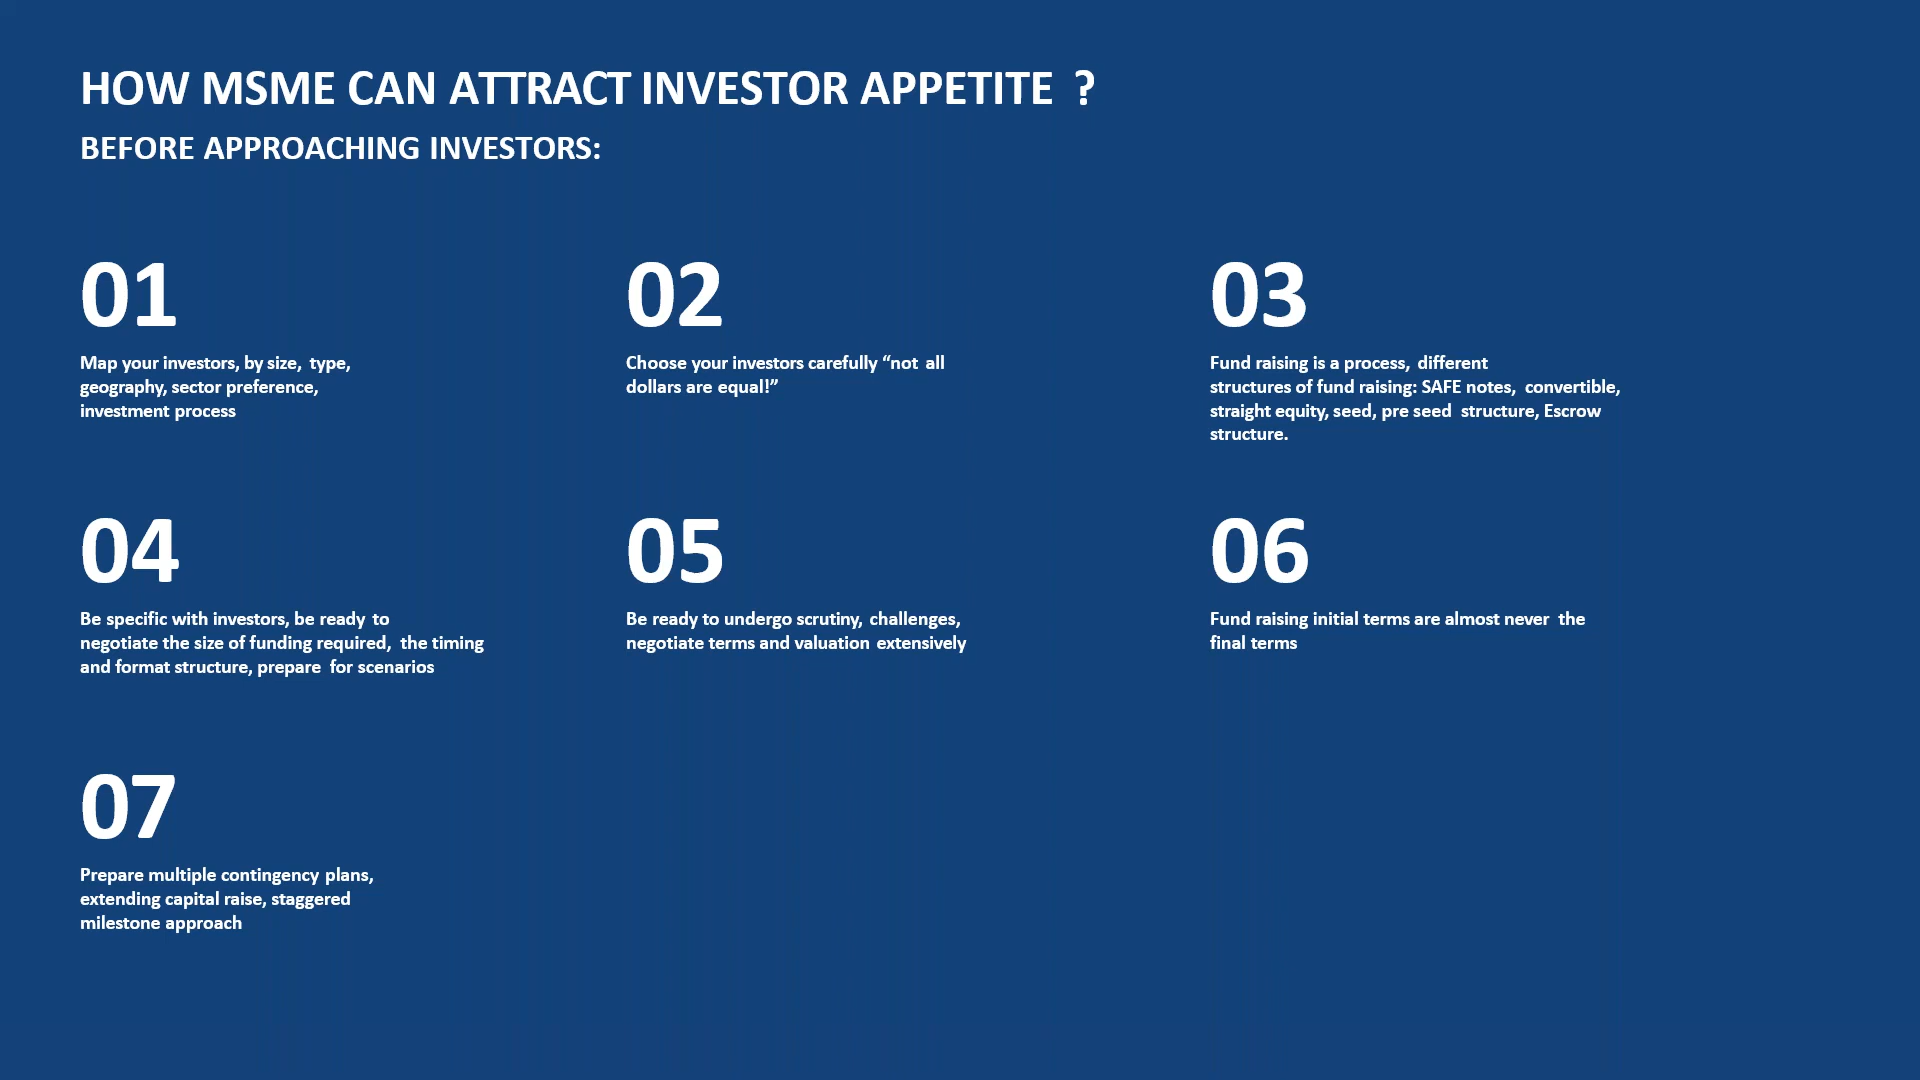 HOW MSME CAN ATTRACT INVESTOR APPETITE ?
BEFORE APPROACHING INVESTORS:
01
Map your investors, by size, type,
geography, sector preference,
investment process
02
Choose your investors carefully “not all
dollars are equal!”
03
Fund raising is a process, different
structures of fund raising: SAFE notes, convertible,
straight equity, seed, pre seed structure, Escrow
structure.
04
Be specific with investors, be ready to
negotiate the size of funding required, the timing
and format structure, prepare for scenarios
05
Be ready to undergo scrutiny, challenges,
negotiate terms and valuation extensively
06
Fund raising initial terms are almost never the
final terms
07
Prepare multiple contingency plans,
extending capital raise, staggered
milestone approach